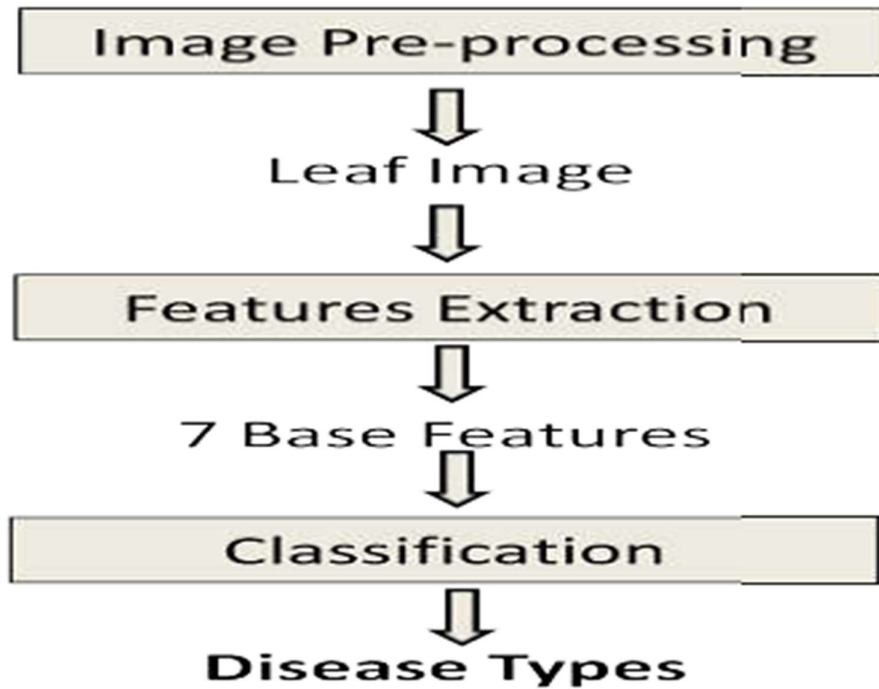 Image Pre-processing
Leaf Image
Features Extraction
7 Base Features
Classification
Disease Types